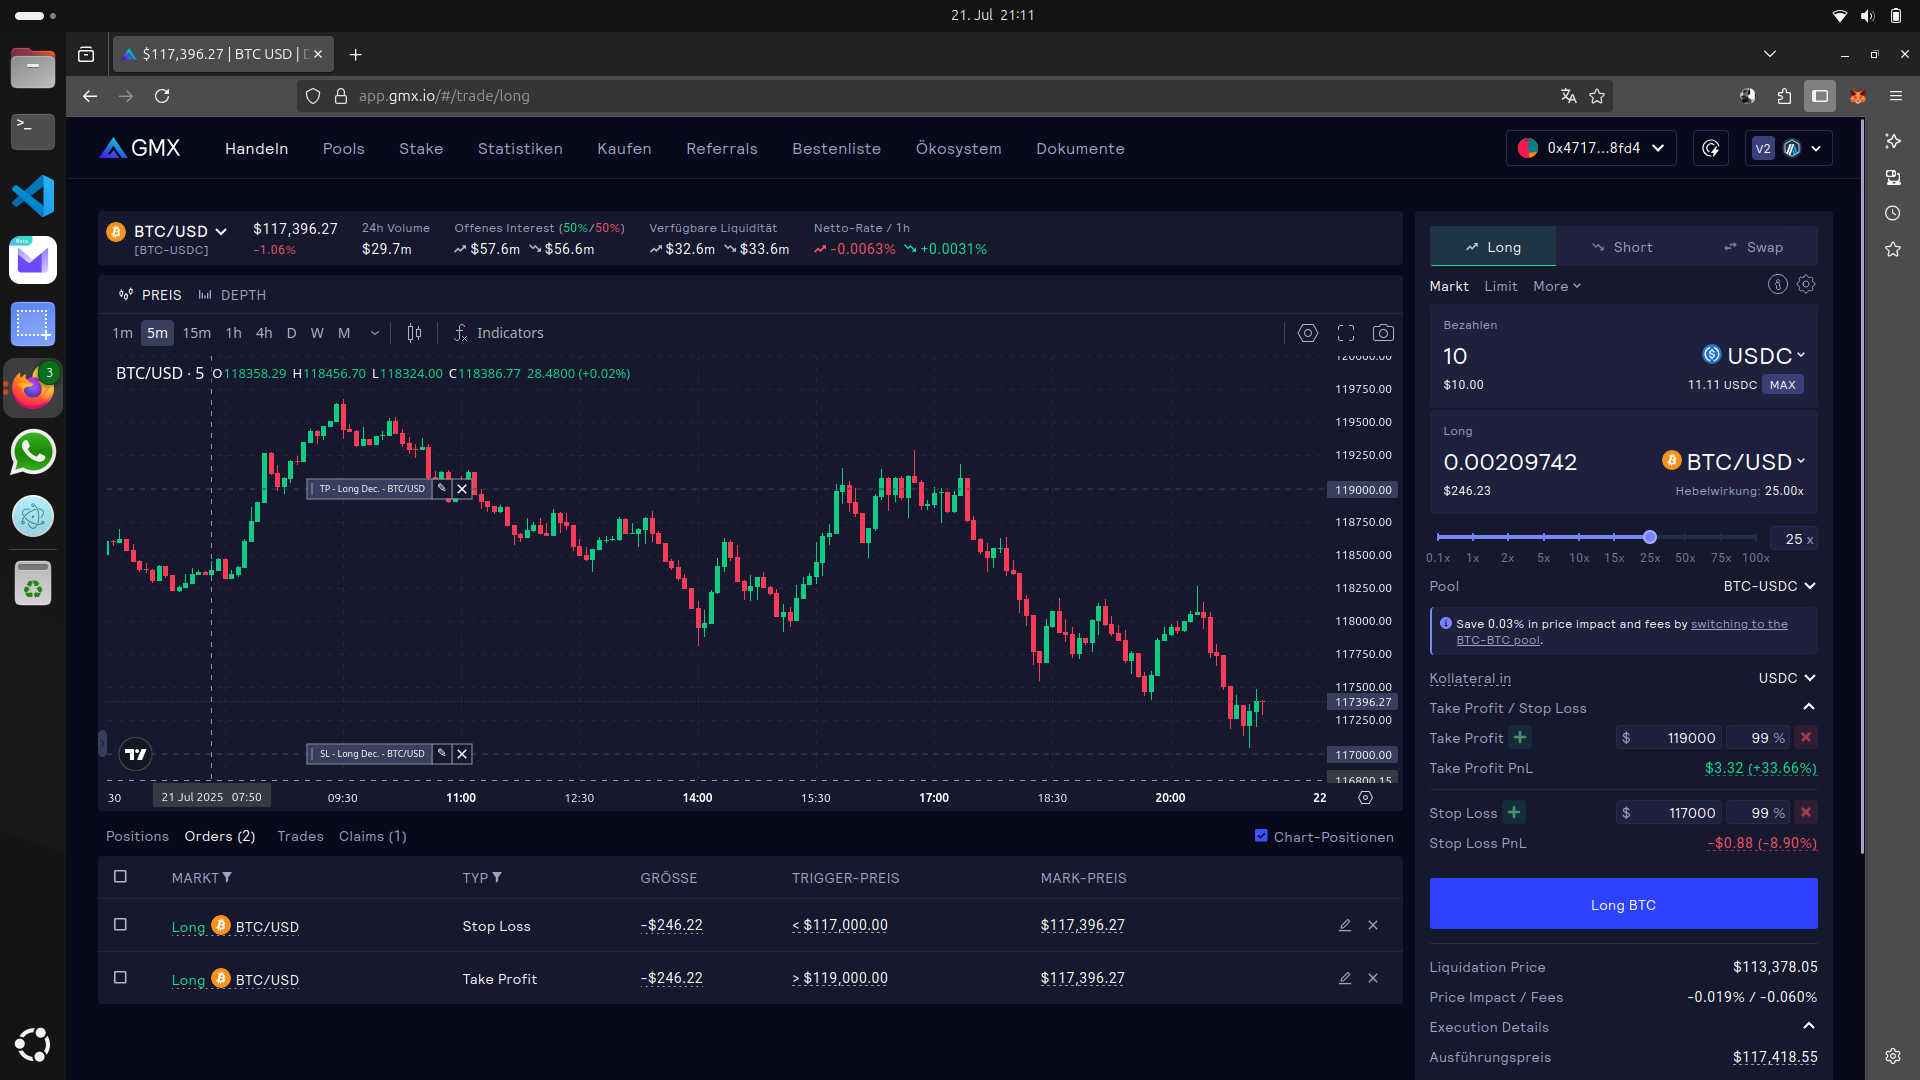 21. Jul 21:11
$117,396.27 | BTC USD |
app.gmx.io/#/trade/long
GMX
Handeln Pools Stake Statistiken Kaufen Referrals Bestenliste Ökosystem Dokumente
0x4717...8fd4
V2
BTC/USD
[BTC-USDC]
$117,396.27
-1.06%
24h Volume
$29.7m
Offenes Interest (50%/50%)
$57.6m $56.6m
Verfügbare Liquidität
$32.6m $33.6m
Netto-Rate / 1h
-0.0063% +0.0031%
PREIS DEPTH
1m 5m 15m 1h 4h D W M Indicators
BTC/USD · 5 O118358.29 H118456.70 L118324.00 C118386.77 28.4800 (+0.02%)
120000.00
119750.00
119500.00
119250.00
119000.00
118750.00
118500.00
118250.00
118000.00
117750.00
117500.00
117396.27
117250.00
117000.00
116800.15
TP - Long Dec. - BTC/USD
SL - Long Dec. - BTC/USD
30 21 Jul 2025 07:50 09:30 11:00 12:30 14:00 15:30 17:00 18:30 20:00 22
Positions Orders (2) Trades Claims (1)
Chart-Positionen
MARKT TYP GRÖSSE TRIGGER-PREIS MARK-PREIS
Long BTC/USD Stop Loss -$246.22 < $117,000.00 $117,396.27
Long BTC/USD Take Profit -$246.22 > $119,000.00 $117,396.27
Long Short Swap
Markt Limit More
Bezahlen
10 USDC
$10.00 11.11 USDC MAX
Long
0.00209742 BTC/USD
$246.23 Hebelwirkung: 25.00x
25 x
0.1x 1x 2x 5x 10x 15x 25x 50x 75x 100x
Pool BTC-USDC
Save 0.03% in price impact and fees by switching to the
BTC-BTC pool.
Kollateral in USDC
Take Profit / Stop Loss
Take Profit $ 119000 99 %
Take Profit PnL $3.32 (+33.66%)
Stop Loss $ 117000 99 %
Stop Loss PnL -$0.88 (-8.90%)
Long BTC
Liquidation Price $113,378.05
Price Impact / Fees -0.019% / -0.060%
Execution Details
Ausführungspreis $117,418.55
3
Beta